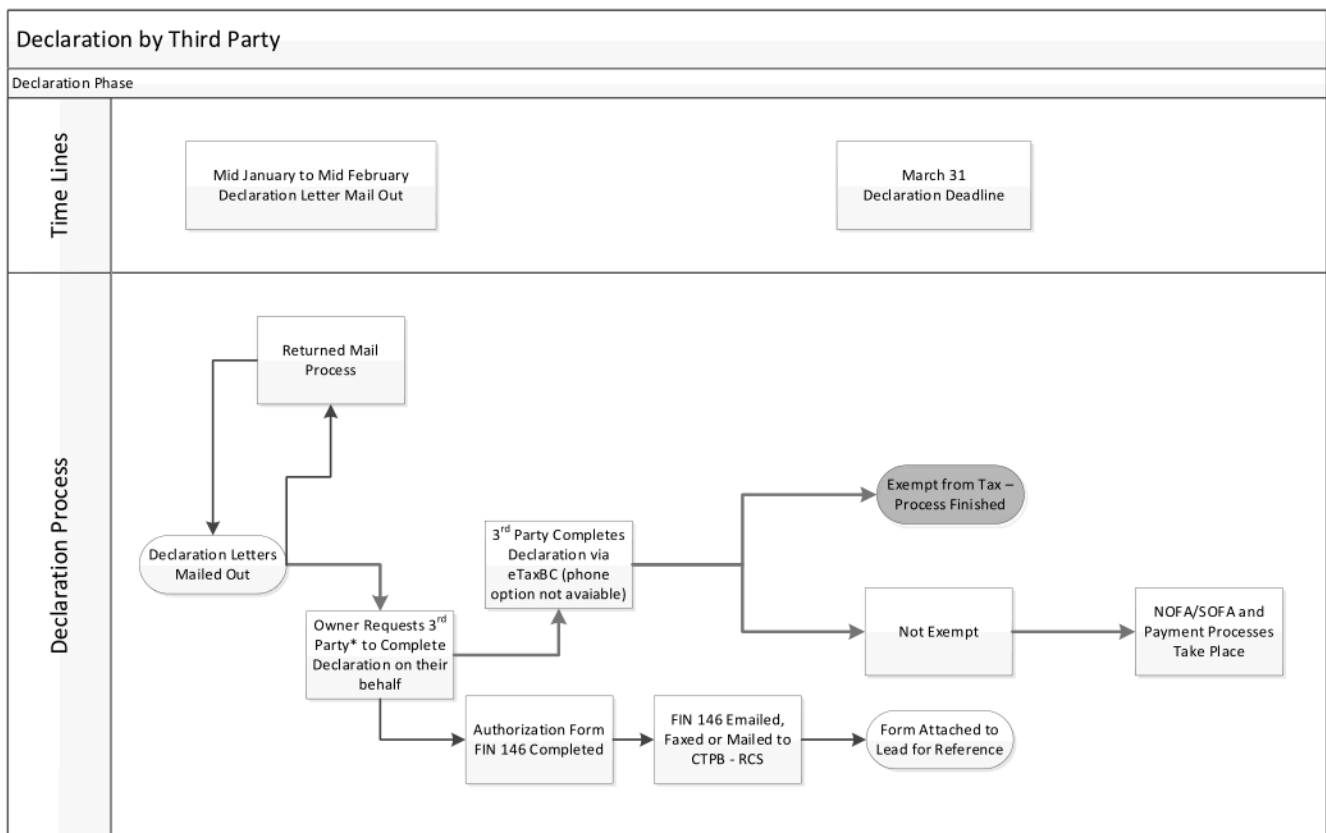 Declaration by Third Party
Declaration Phase
Time Lines
Mid January to Mid February
Declaration Letter Mail Out
March 31
Declaration Deadline
Declaration Process
Returned Mail
Process
Declaration Letters
Mailed Out
Owner Requests 3rd
Party* to Complete
Declaration on their
behalf
3rd Party Completes
Declaration via
eTaxBC (phone
option not avaiable)
Exempt from Tax –
Process Finished
Not Exempt
NOFA/SOFA and
Payment Processes
Take Place
Authorization Form
FIN 146 Completed
FIN 146 Emailed,
Faxed or Mailed to
CTPB - RCS
Form Attached to
Lead for Reference